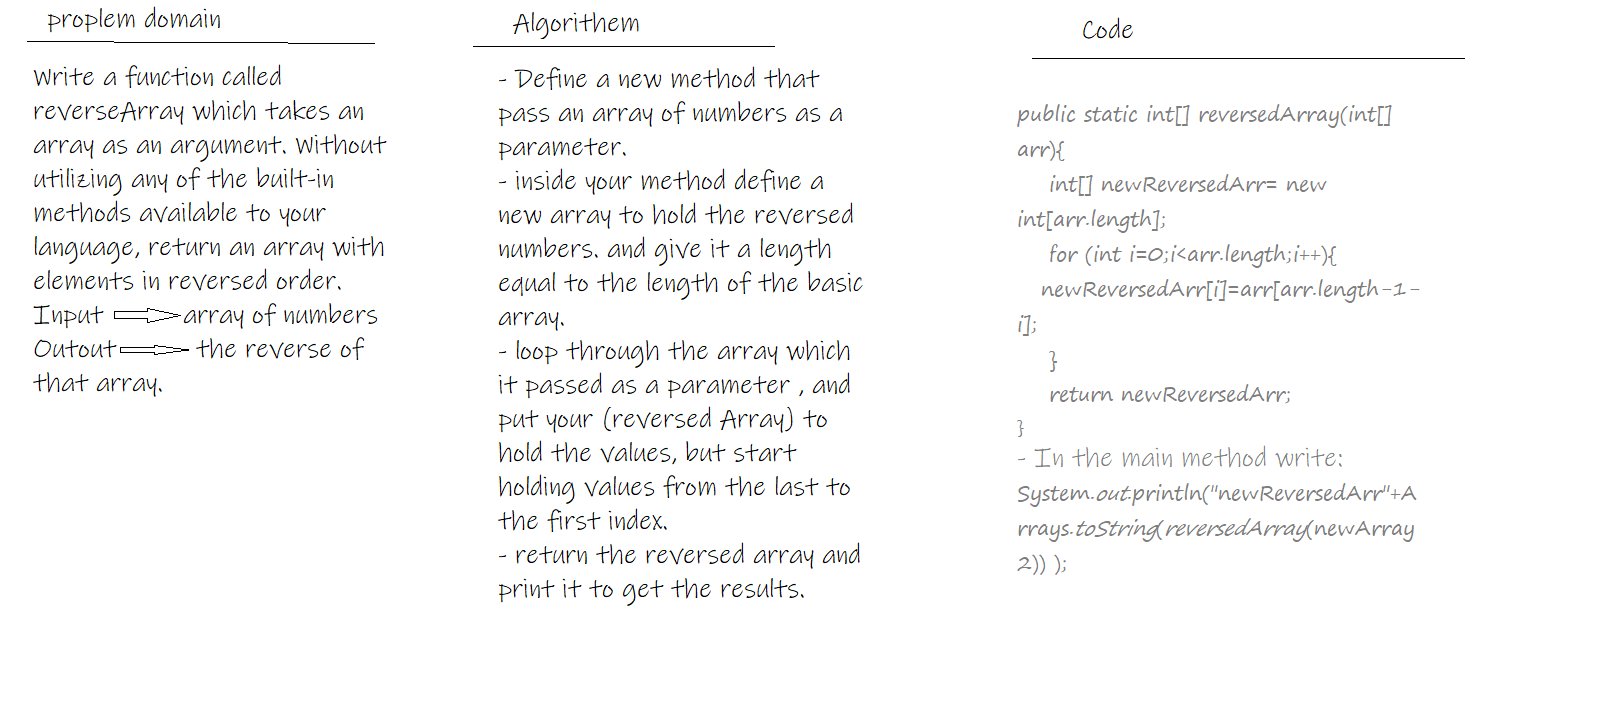 proplem domain
Write a function called
reverseArray which takes an
array as an argument. Without
utilizing any of the built-in
methods available to your
language, return an array with
elements in reversed order.
Input array of numbers
Outout the reverse of
that array.
Algorithem
- Define a new method that
pass an array of numbers as a
parameter.
- inside your method define a
new array to hold the reversed
numbers. and give it a length
equal to the length of the basic
array.
- loop through the array which
it passed as a parameter , and
put your (reversed Array) to
hold the values, but start
holding values from the last to
the first index.
- return the reversed array and
print it to get the results.
Code
public static int[] reversedArray(int[]
arr){
int[] newReversedArr= new
int[arr.length];
for (int i=0;i<arr.length;i++){
newReversedArr[i]=arr[arr.length-1-
i];
}
return newReversedArr;
}
- In the main method write:
System.out.println("newReversedArr"+A
rrays.toString(reversedArray(newArray
2)) );